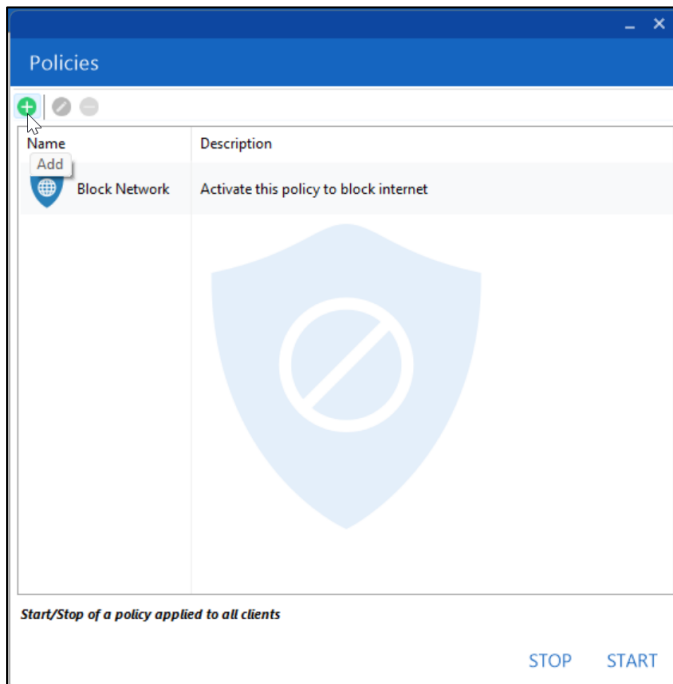 Policies
Name Description
Add
Block Network Activate this policy to block internet
Start/Stop of a policy applied to all clients
STOP START